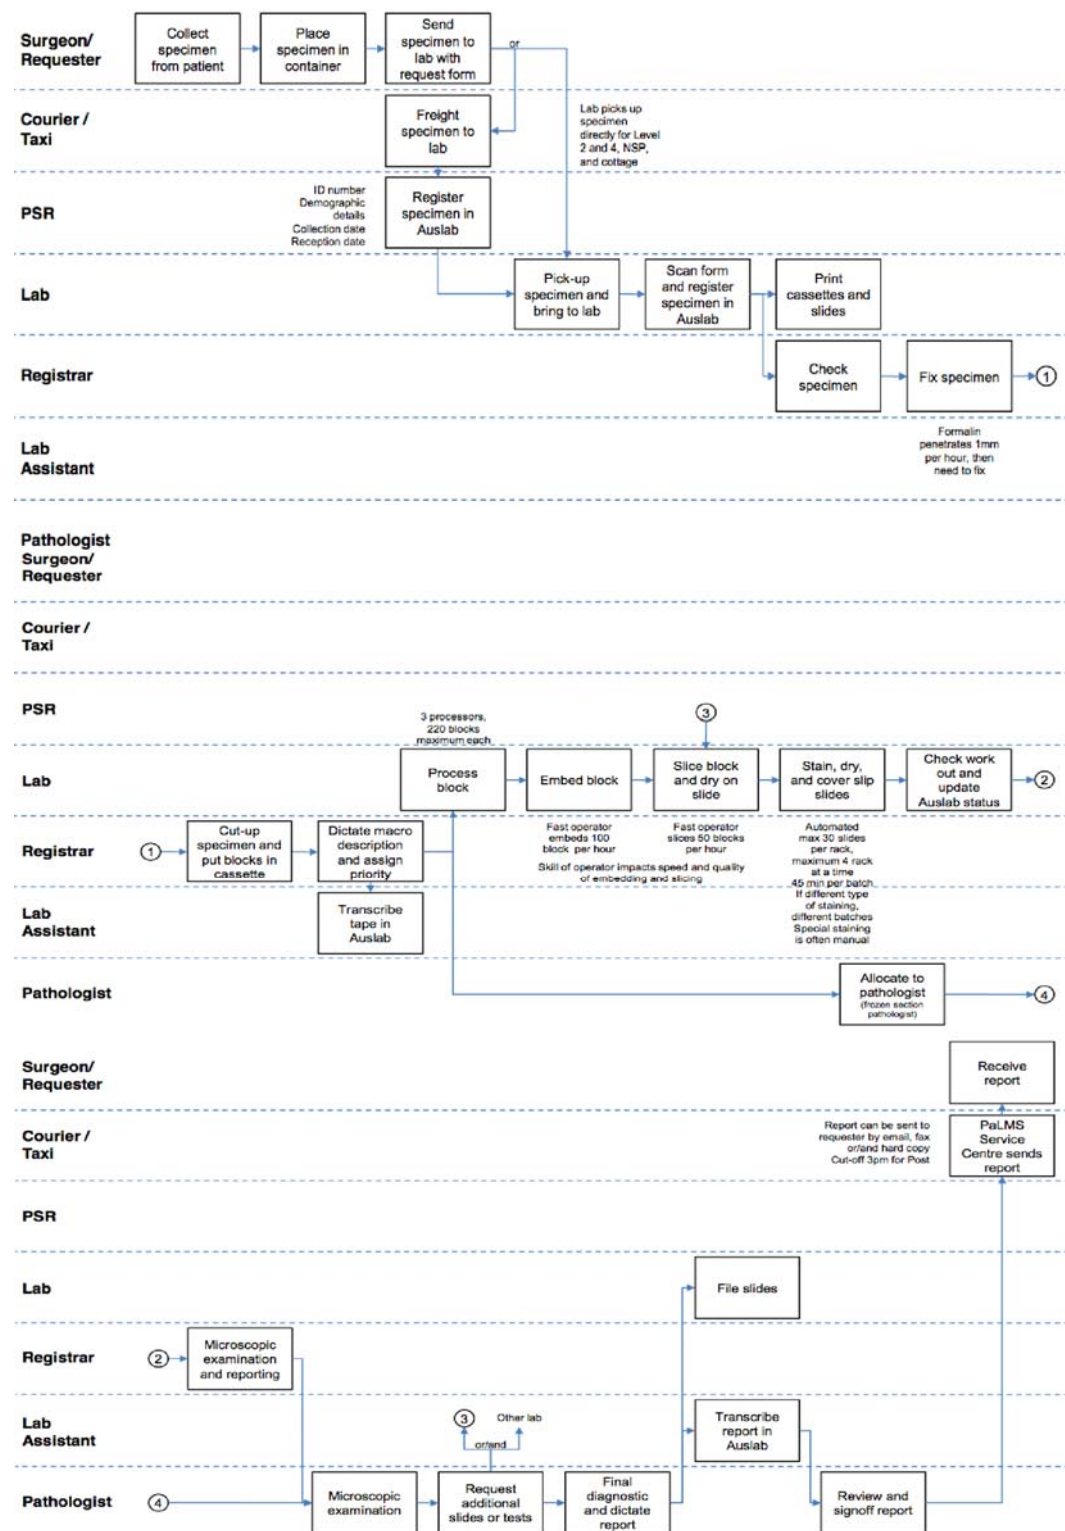 Surgeon/
Requester
Collect
specimen
from patient
Place
specimen in
container
Send
specimen to
lab with
request form
or
Courier /
Taxi
Freight
specimen to
lab
Lab picks up
specimen
directly for Level
2 and 4, NSP,
and cottage
PSR
ID number
Demographic
details
Collection date
Reception date
Register
specimen in
Auslab
Lab
Pick-up
specimen and
bring to lab
Scan form
and register
specimen in
Auslab
Print
cassettes and
slides
Registrar
Check
specimen
Fix specimen
1
Lab
Assistant
Formalin
penetrates 1mm
per hour, then
need to fix
Pathologist
Surgeon/
Requester
Courier /
Taxi
PSR
3 processors,
220 blocks
maximum each
3
Lab
Process
block
Embed block
Slice block
and dry on
slide
Stain, dry,
and cover slip
slides
Check work
out and
update
Auslab status
2
Registrar
1
Cut-up
specimen and
put blocks in
cassette
Dictate macro
description
and assign
priority
Fast operator
embeds 100
block per hour
Fast operator
slices 50 blocks
per hour
Skill of operator impacts speed and quality
of embedding and slicing
Automated
max 30 slides
per rack,
maximum 4 rack
at a time
45 min per batch
If different type
of staining,
different batches
Special staining
is often manual
Lab
Assistant
Transcribe
tape in
Auslab
Pathologist
Allocate to
pathologist
(frozen section
pathologist)
4
Surgeon/
Requester
Receive
report
Courier /
Taxi
Report can be sent to
requester by email, fax
or/and hard copy
Cut-off 3pm for Post
PaLMS
Service
Centre sends
report
PSR
Lab
File slides
Registrar
2
Microscopic
examination
and reporting
Lab
Assistant
3
Other lab
or/and
Transcribe
report in
Auslab
Pathologist
4
Microscopic
examination
Request
additional
slides or tests
Final
diagnostic
and dictate
report
Review and
signoff report